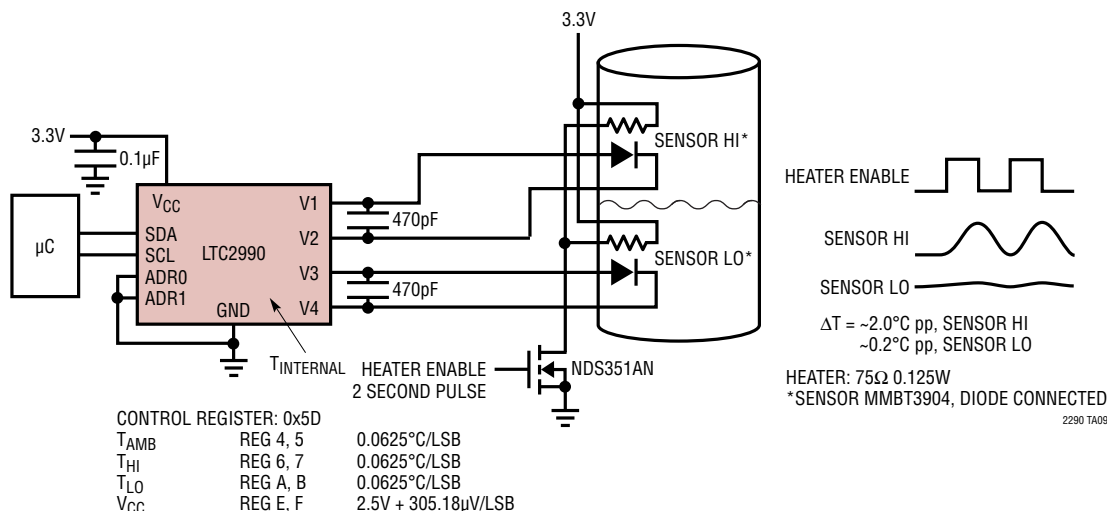 3.3V
3.3V
0.1µF
VCC
V1
SENSOR HI*
HEATER ENABLE
µC
SDA
LTC2990
V2
470pF
SCL
SENSOR HI
ADR0
V3
SENSOR LO*
ADR1
470pF
SENSOR LO
GND
V4
TINTERNAL
HEATER ENABLE
2 SECOND PULSE
NDS351AN
ΔT = ~2.0°C pp, SENSOR HI
~0.2°C pp, SENSOR LO
HEATER: 75Ω 0.125W
*SENSOR MMBT3904, DIODE CONNECTED
2290 TA09
CONTROL REGISTER: 0x5D
TAMB REG 4, 5 0.0625°C/LSB
THI REG 6, 7 0.0625°C/LSB
TLO REG A, B 0.0625°C/LSB
VCC REG E, F 2.5V + 305.18µV/LSB